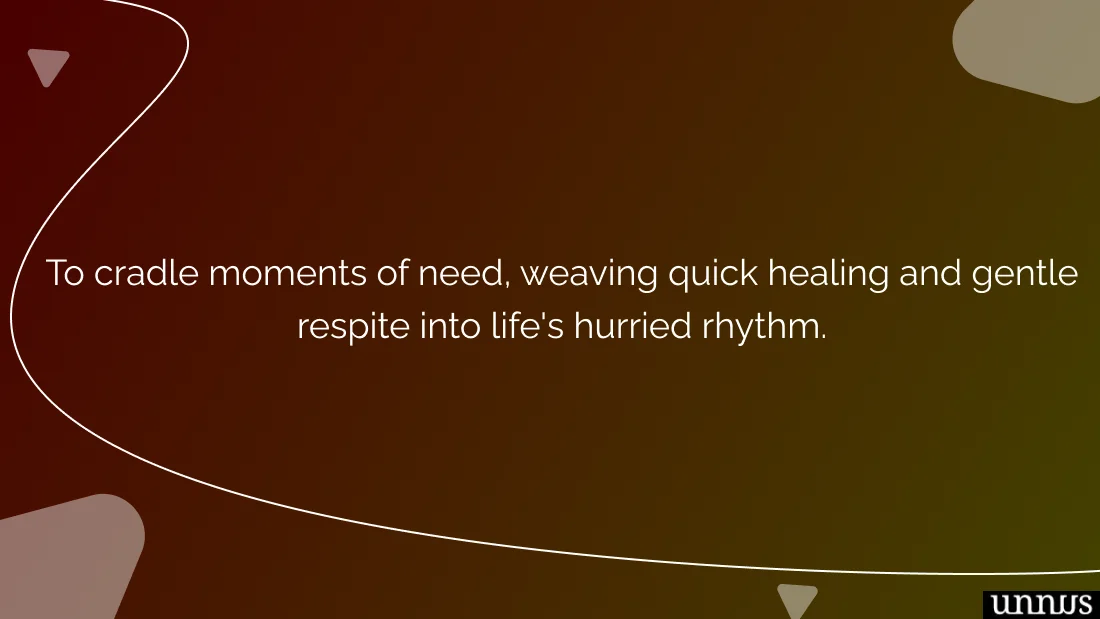 To cradle moments of need, weaving quick healing and gentle
respite into life's hurried rhythm.
unnus